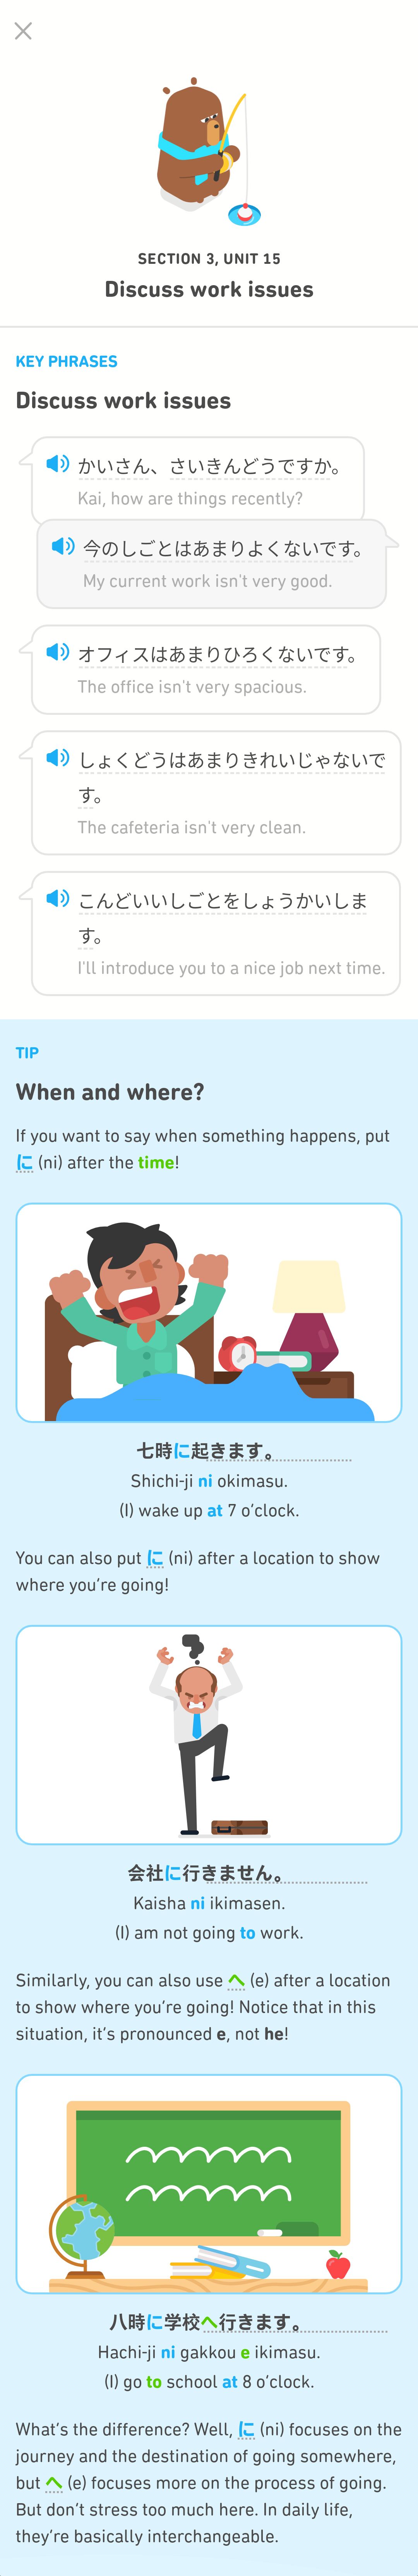 SECTION 3, UNIT 15
Discuss work issues
KEY PHRASES
Discuss work issues
かいさん、さいきんどうですか。
Kai, how are things recently?
今のしごとはあまりよくないです。
My current work isn't very good.
オフィスはあまりひろくないです。
The office isn't very spacious.
しょくどうはあまりきれいじゃないで
す。
The cafeteria isn't very clean.
こんどいいしごとをしょうかいしま
す。
I'll introduce you to a nice job next time.
TIP
When and where?
If you want to say when something happens, put
に (ni) after the time!
七時に起きます。
Shichi-ji ni okimasu.
(I) wake up at 7 o’clock.
You can also put に (ni) after a location to show
where you’re going!
会社に行きません。
Kaisha ni ikimasen.
(I) am not going to work.
Similarly, you can also use へ (e) after a location
to show where you’re going! Notice that in this
situation, it’s pronounced e, not he!
八時に学校へ行きます。
Hachi-ji ni gakkou e ikimasu.
(I) go to school at 8 o’clock.
What’s the difference? Well, に (ni) focuses on the
journey and the destination of going somewhere,
but へ (e) focuses more on the process of going.
But don’t stress too much here. In daily life,
they’re basically interchangeable.